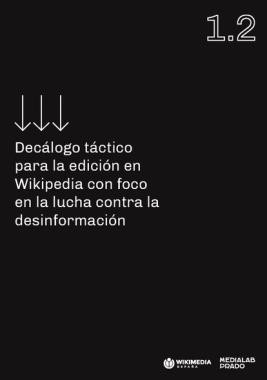 1.2
Decálogo táctico
para la edición en
Wikipedia con foco
en la lucha contra la
desinformación
WIKIMEDIA
ESPAÑA
MEDIALAB
PRADO